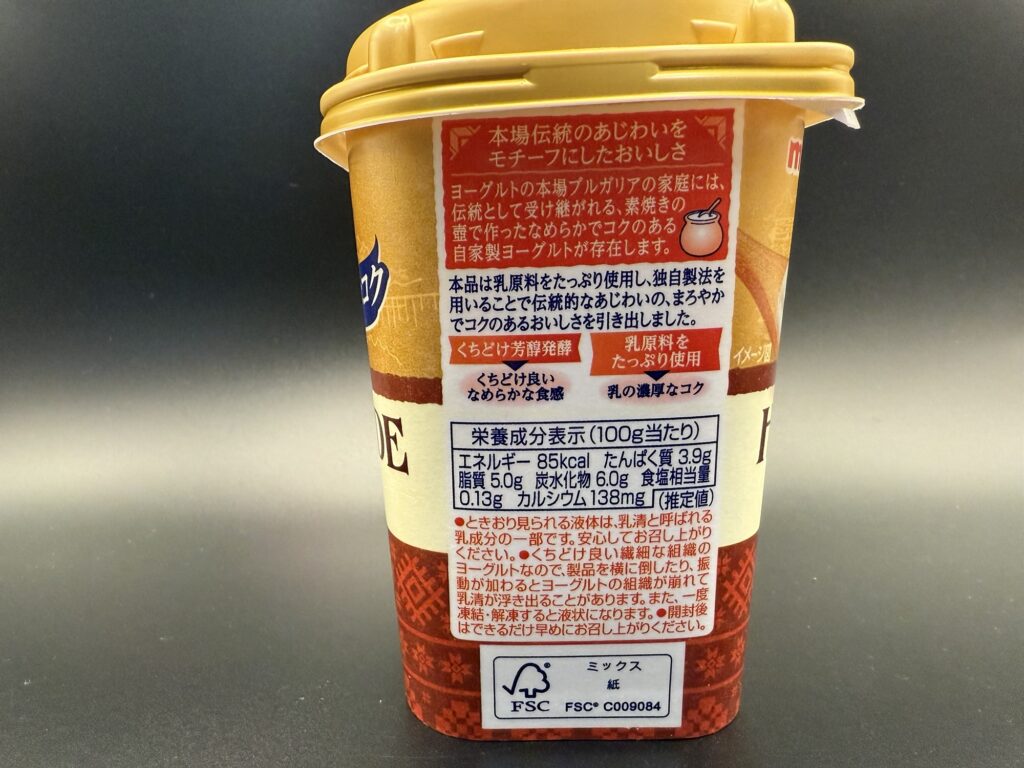 本場伝統のあじわいを
モチーフにしたおいしさ
ヨーグルトの本場ブルガリアの家庭には、
伝統として受け継がれる、素焼きの
壺で作ったなめらかでコクのある
自家製ヨーグルトが存在します。
本品は乳原料をたっぷり使用し、独自製法を
用いることで伝統的なあじわいの、まろやか
でコクのあるおいしさを引き出しました。
くちどけ芳醇発酵
乳原料を
たっぷり使用
くちどけ良い
なめらかな食感
乳の濃厚なコク
コク
イメージ図
DE
H
m
栄養成分表示(100g当たり)
エネルギー 85kcal たんぱく質 3.9g
脂質 5.0g 炭水化物 6.0g 食塩相当量
0.13g カルシウム 138mg (推定値)
●ときおり見られる液体は、乳清と呼ばれる
乳成分の一部です。安心してお召し上がり
ください。●くちどけ良い繊細な組織の
ヨーグルトなので、製品を横に倒したり、振
動が加わるとヨーグルトの組織が崩れて
乳清が浮き出ることがあります。また、一度
凍結・解凍すると液状になります。●開封後
はできるだけ早めにお召し上がりください。
ミックス
紙
FSC
FSC® C009084